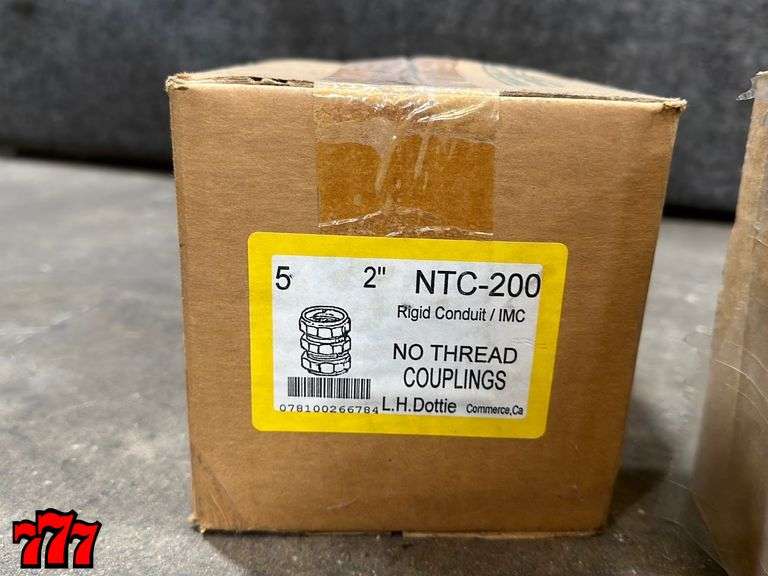 5 2" NTC-200
Rigid Conduit / IMC
NO THREAD
COUPLINGS
078100266784 L.H.Dottie Commerce,Ca
777